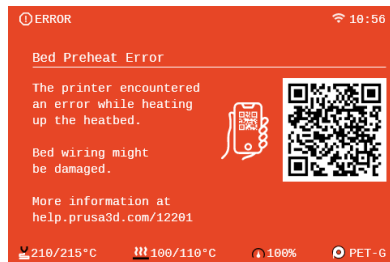 ERROR 10:56
Bed Preheat Error
The printer encountered
an error while heating
up the heatbed.
Bed wiring might
be damaged.
More information at
help.prusa3d.com/12201
210/215°C 100/110°C 100% PET-G